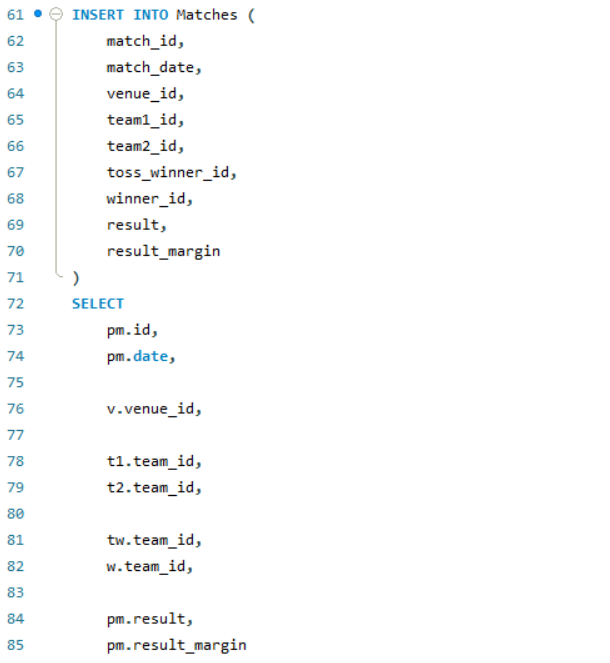 61 INSERT INTO Matches (
62 match_id,
63 match_date,
64 venue_id,
65 team1_id,
66 team2_id,
67 toss_winner_id,
68 winner_id,
69 result,
70 result_margin
71 )
72 SELECT
73 pm.id,
74 pm.date,
75
76 v.venue_id,
77
78 t1.team_id,
79 t2.team_id,
80
81 tw.team_id,
82 w.team_id,
83
84 pm.result,
85 pm.result_margin